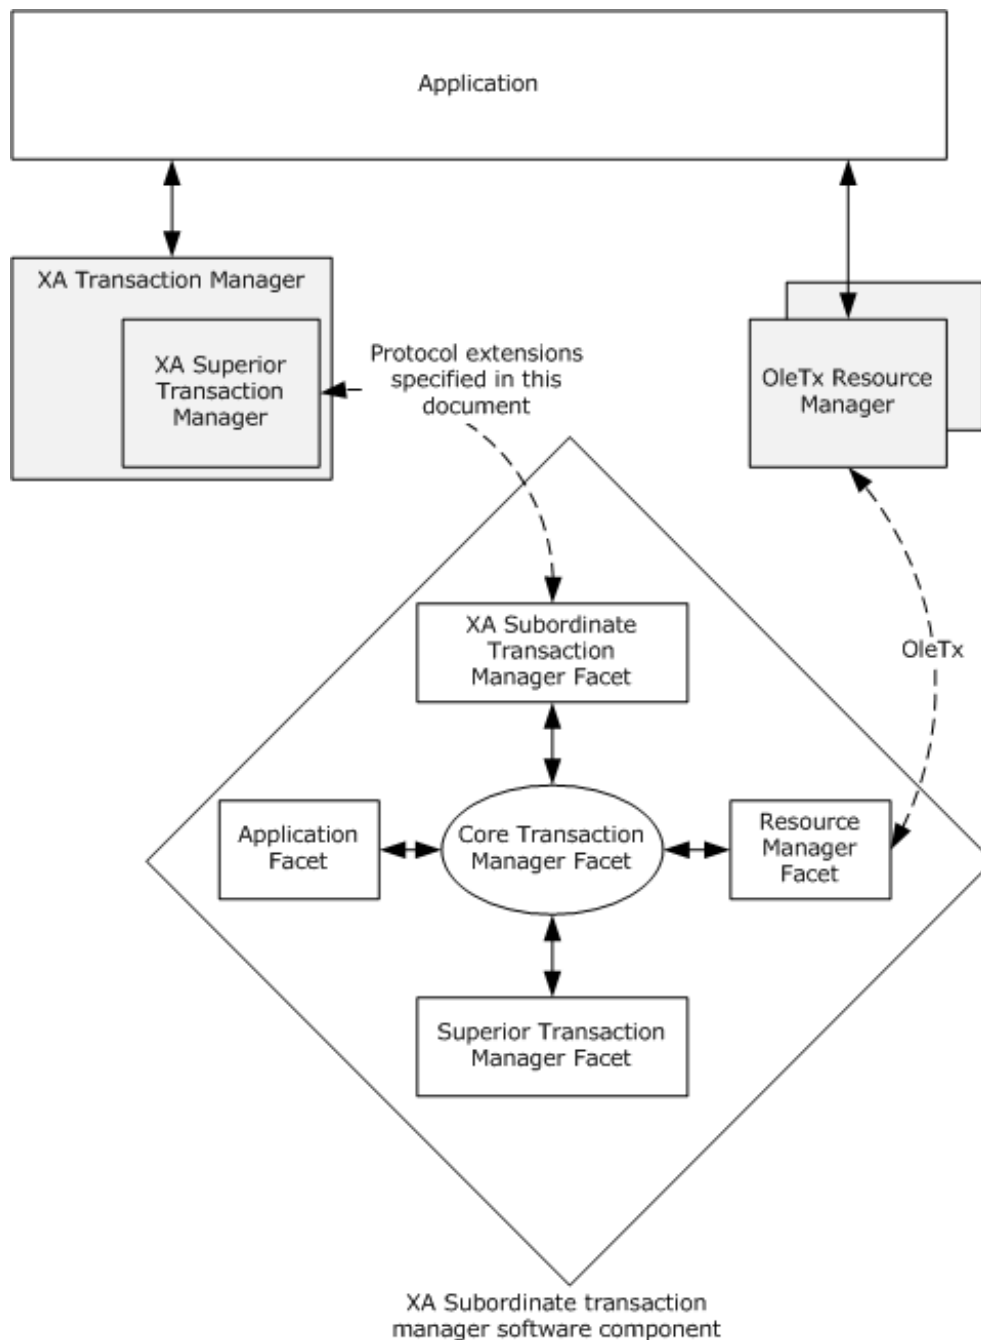 Application
XA Transaction Manager
XA Superior
Transaction
Manager
Protocol extensions
specified in this
document
OleTx Resource
Manager
XA Subordinate
Transaction
Manager Facet
OleTx
Application
Facet
Core Transaction
Manager Facet
Resource
Manager
Facet
Superior Transaction
Manager Facet
XA Subordinate transaction
manager software component